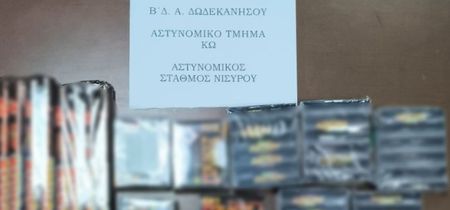 Β΄Δ. Α. ΔΩΔΕΚΑΝΗΣΟΥ
ΑΣΤΥΝΟΜΙΚΟ ΤΜΗΜΑ
ΚΩ
ΑΣΤΥΝΟΜΙΚΟΣ
ΣΤΑΘΜΟΣ ΝΙΣΥΡΟΥ